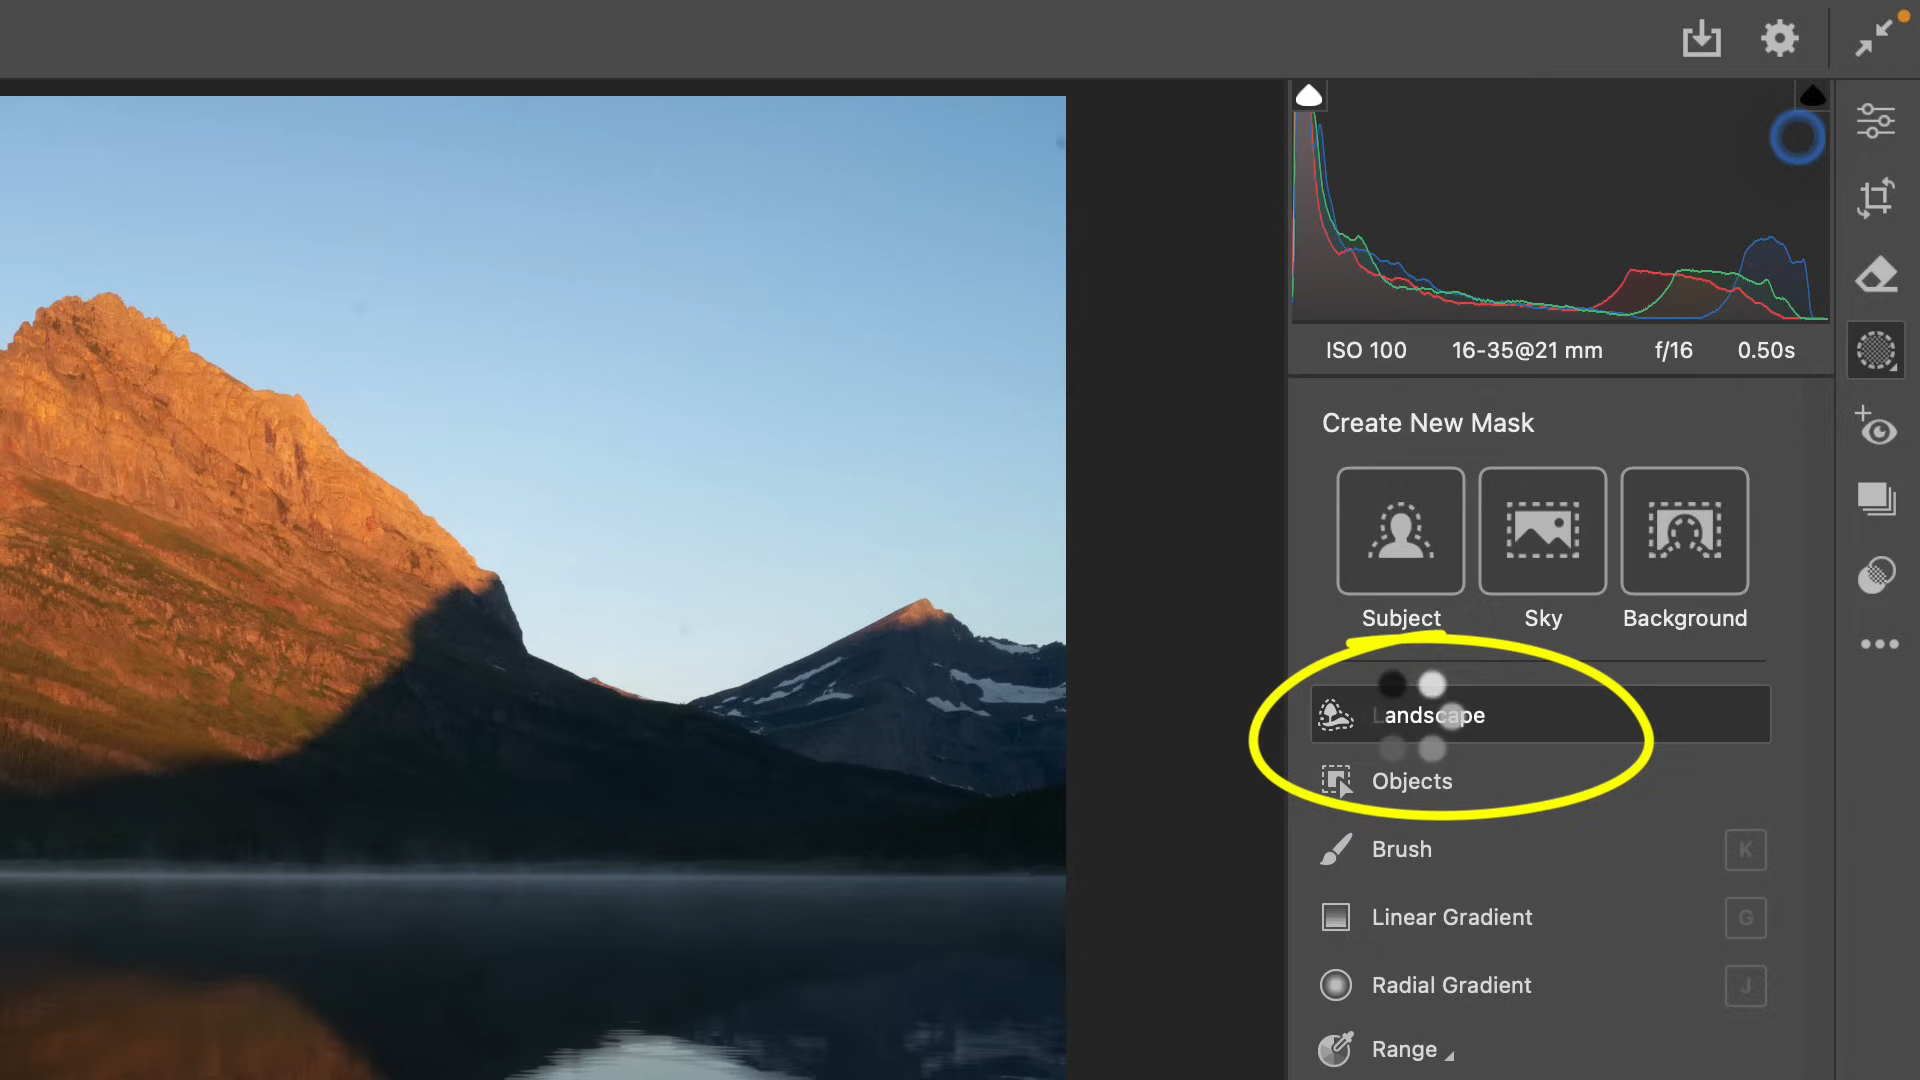 ISO 100 16-35@21 mm f/16 0.50s
Create New Mask
Subject Sky Background
Landscape
Objects
Brush K
Linear Gradient G
Radial Gradient J
Range